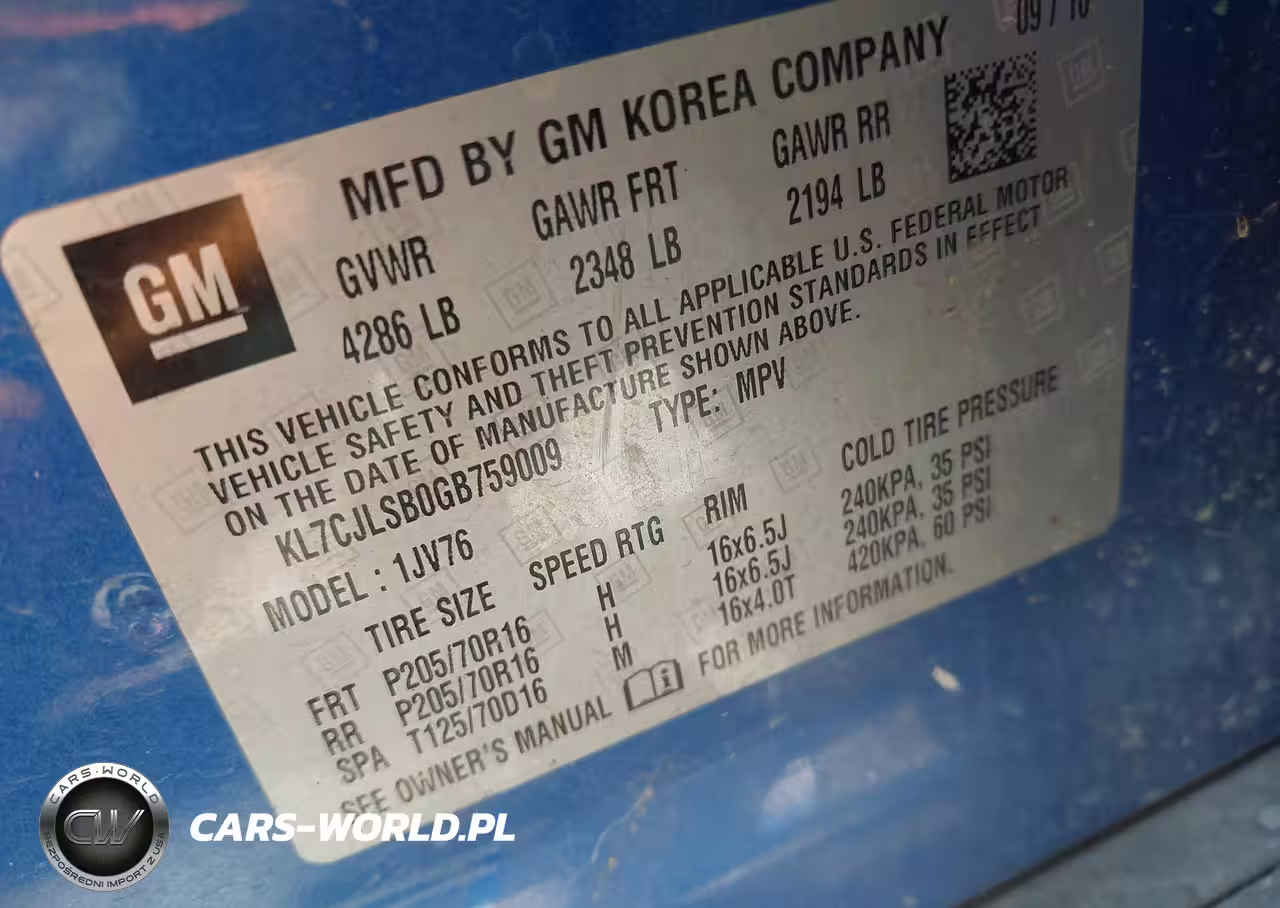 09 / 16
MFD BY GM KOREA COMPANY
GM
GVWR GAWR FRT GAWR RR
4286 LB 2348 LB 2194 LB
THIS VEHICLE CONFORMS TO ALL APPLICABLE U.S. FEDERAL MOTOR
VEHICLE SAFETY AND THEFT PREVENTION STANDARDS IN EFFECT
ON THE DATE OF MANUFACTURE SHOWN ABOVE.
KL7CJLSB0GB759009 TYPE: MPV
MODEL : 1JV76
TIRE SIZE SPEED RTG RIM COLD TIRE PRESSURE
FRT P205/70R16 H 16x6.5J 240KPA, 35 PSI
RR P205/70R16 H 16x6.5J 240KPA, 35 PSI
SPA T125/70D16 M 16x4.0T 420KPA, 60 PSI
SEE OWNER'S MANUAL FOR MORE INFORMATION.
CARS-WORLD
CW
BEZPOŚREDNI IMPORT Z USA
CARS-WORLD.PL